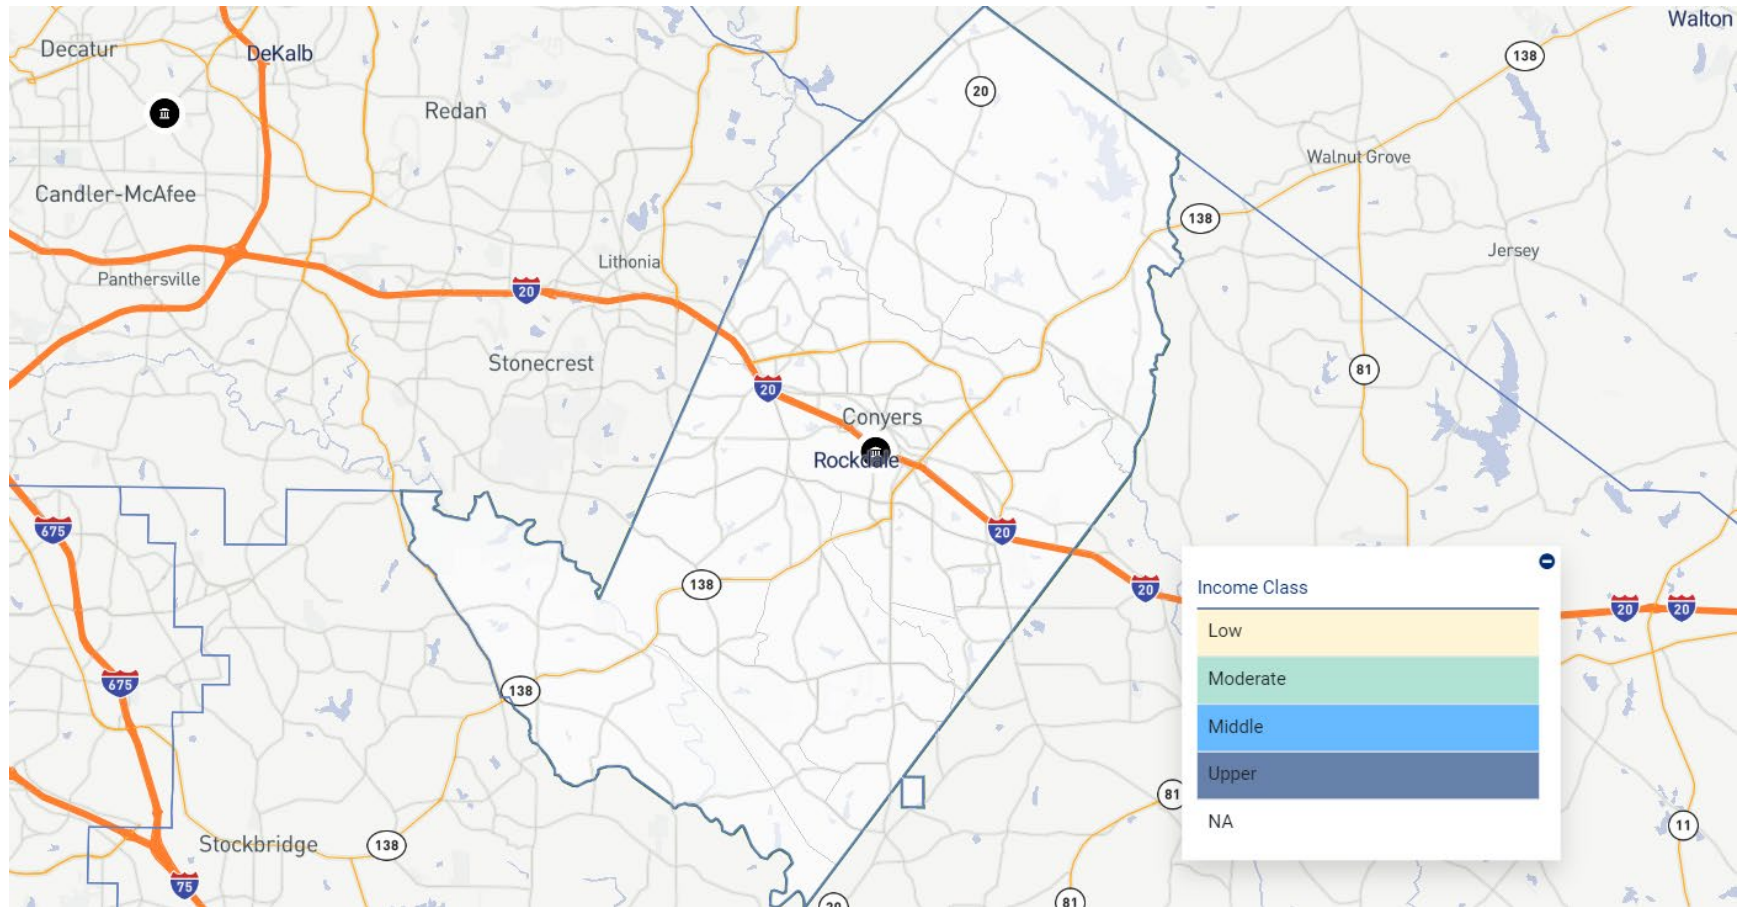 Walton
Decatur
DeKalb
138
20
Redan
Walnut Grove
Candler-McAfee
138
Jersey
Lithonia
Panthersville
20
Stonecrest
81
20
Conyers
Rockdale
675
20
138
20
Income Class
20
20
Low
Moderate
675
138
Middle
Upper
81
NA
11
Stockbridge
138
75
20
81